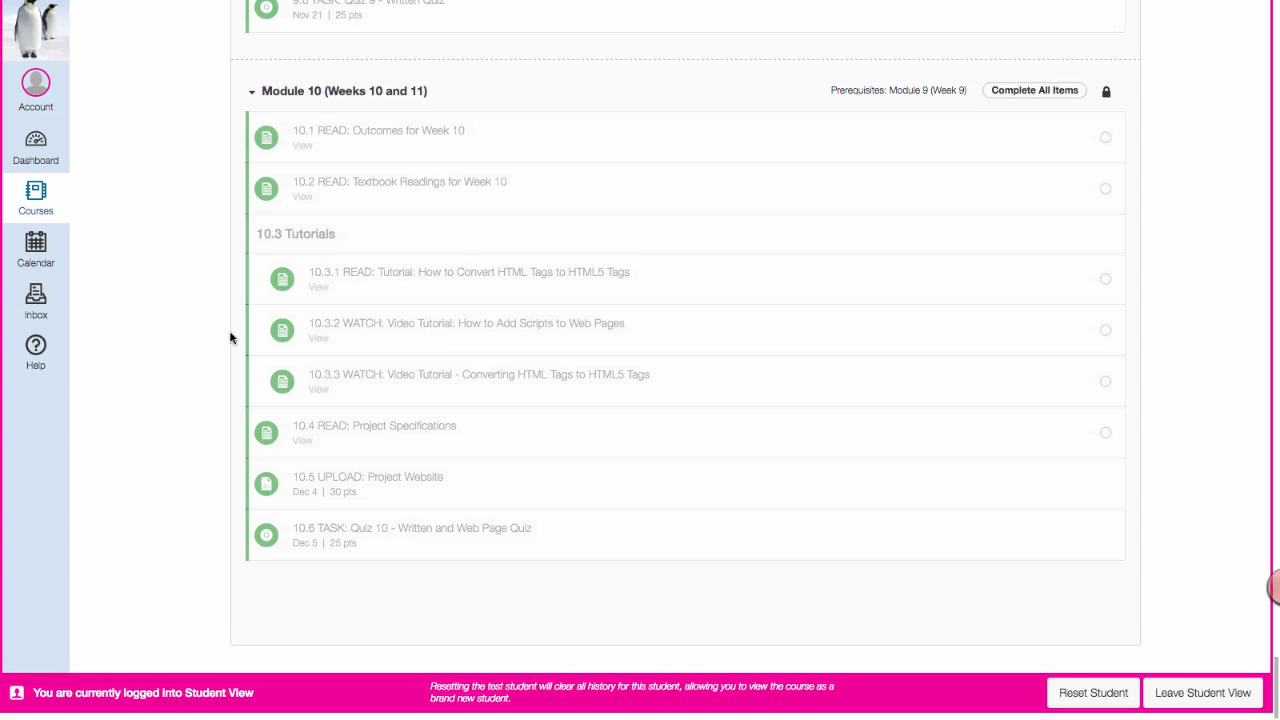 9.6 TASK: Quiz 9 - Written Quiz
Nov 21 | 25 pts
Module 10 (Weeks 10 and 11)
Prerequisites: Module 9 (Week 9)
Complete All Items
10.1 READ: Outcomes for Week 10
View
10.2 READ: Textbook Readings for Week 10
View
10.3 Tutorials
10.3.1 READ: Tutorial: How to Convert HTML Tags to HTML5 Tags
View
10.3.2 WATCH: Video Tutorial: How to Add Scripts to Web Pages
View
10.3.3 WATCH: Video Tutorial - Converting HTML Tags to HTML5 Tags
View
10.4 READ: Project Specifications
View
10.5 UPLOAD: Project Website
Dec 4 | 30 pts
10.6 TASK: Quiz 10 - Written and Web Page Quiz
Dec 5 | 25 pts
Account
Dashboard
Courses
Calendar
Inbox
Help
You are currently logged into Student View
Resetting the test student will clear all history for this student, allowing you to view the course as a
brand new student.
Reset Student
Leave Student View